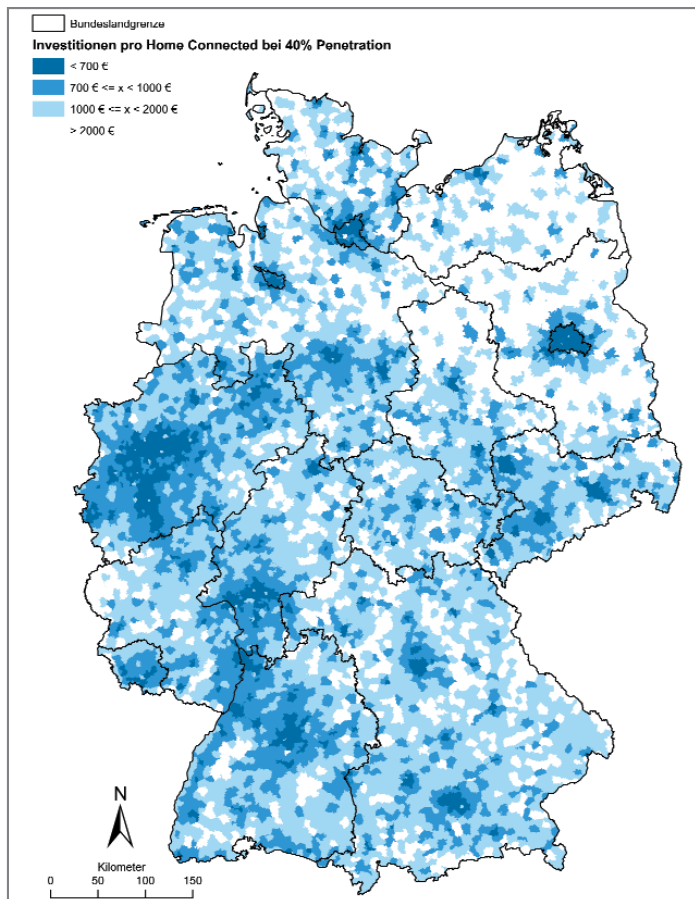 Bundeslandgrenze
Investitionen pro Home Connected bei 40% Penetration
< 700 €
700 € <= x < 1000 €
1000 € <= x < 2000 €
> 2000 €
N
Kilometer
0 50 100 150